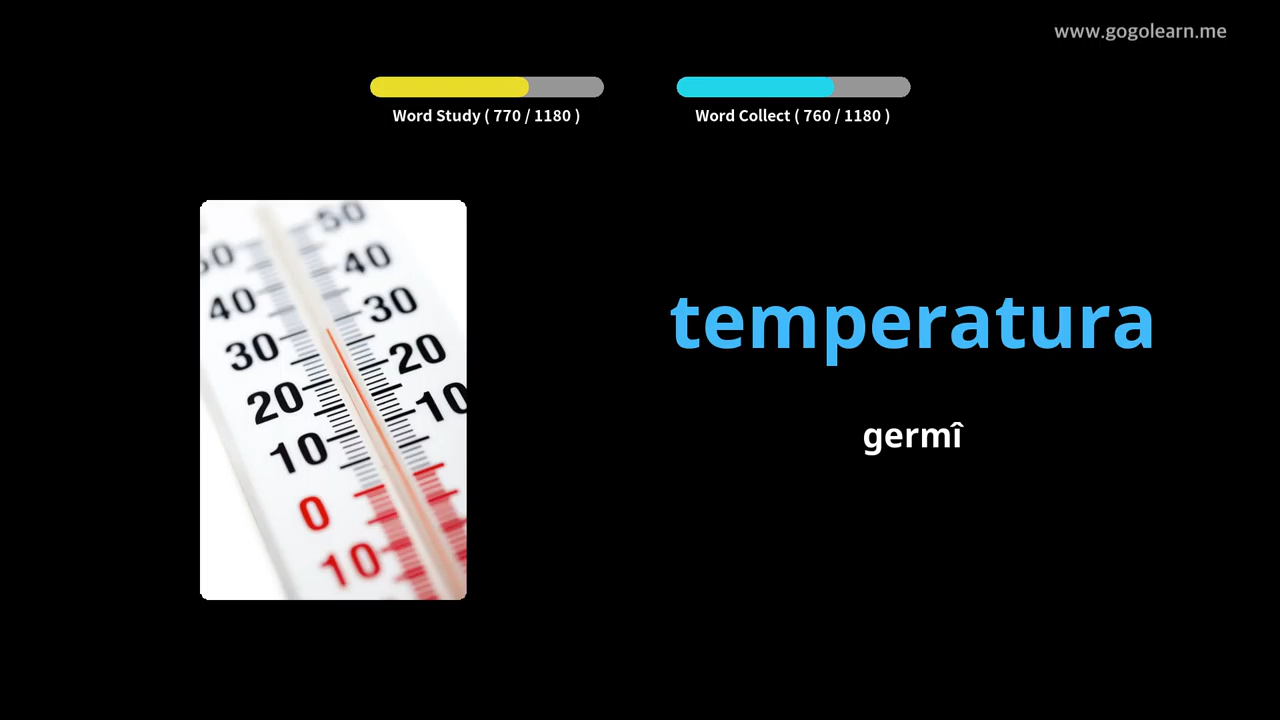 www.gogolearn.me
Word Study ( 770 / 1180 )
Word Collect ( 760 / 1180 )
50
40 40
30 30
20 20
10 10
0
10
temperatura
germî